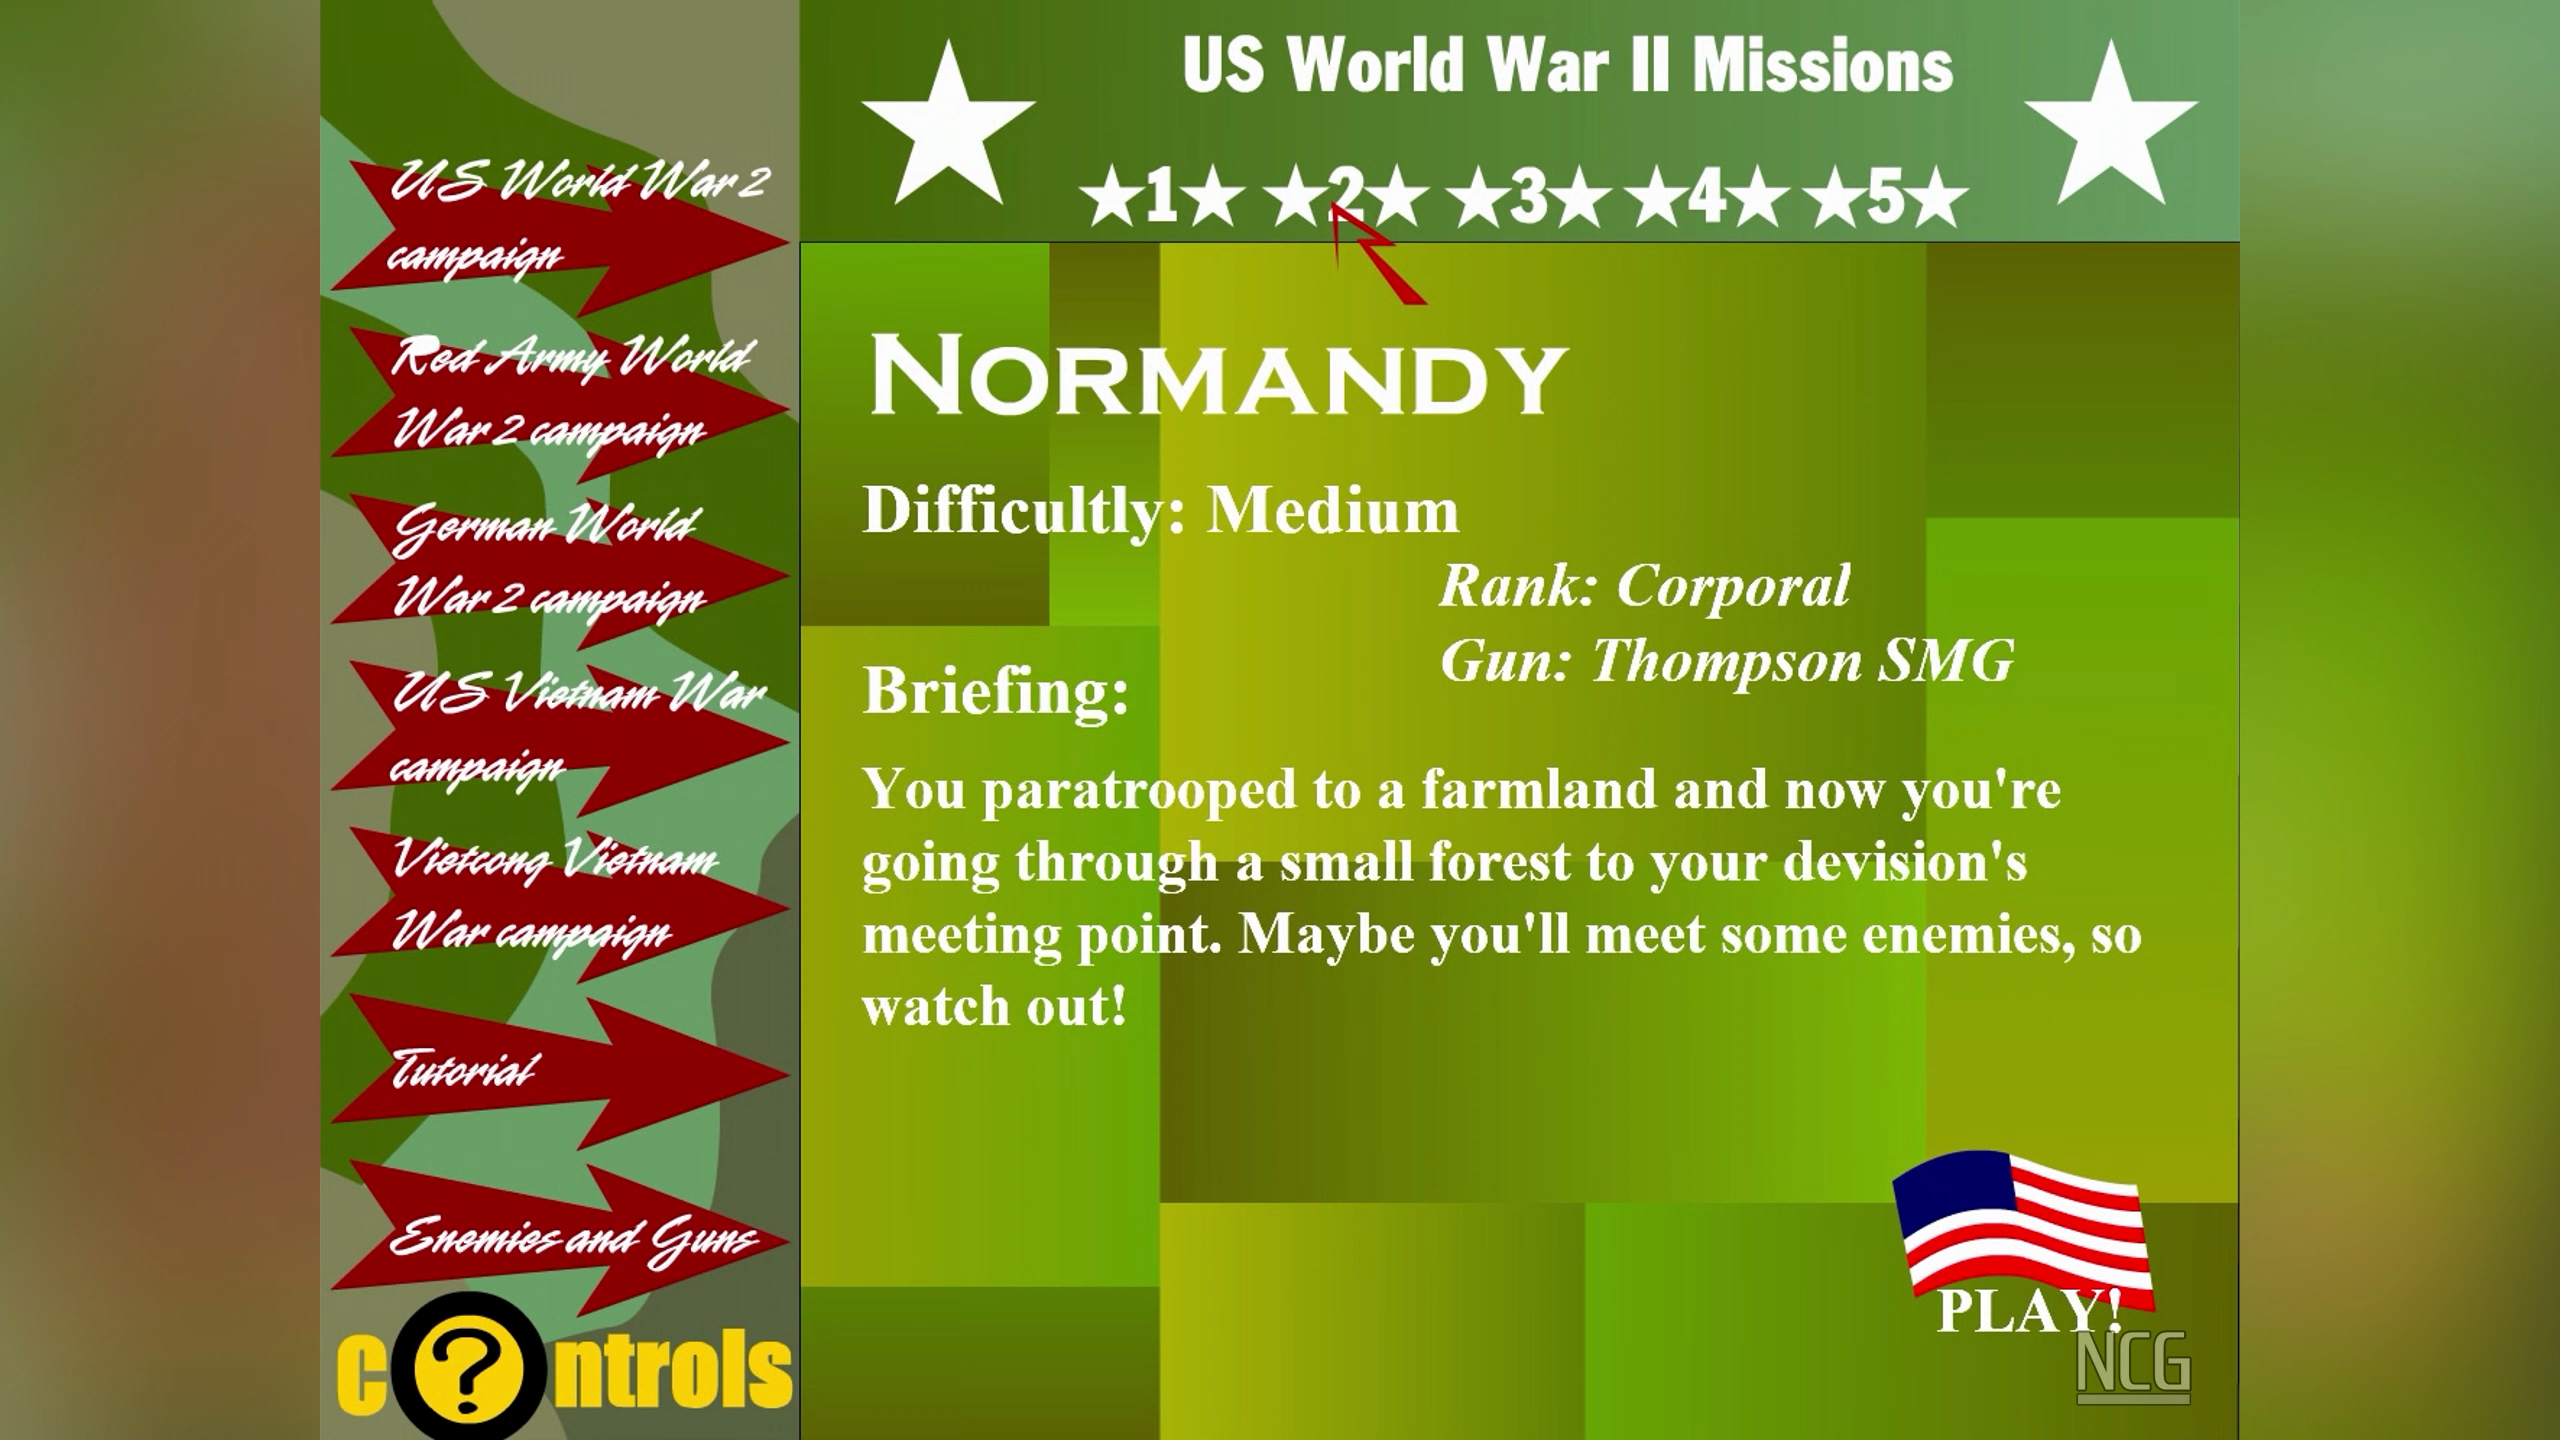 US World War 2
campaign
Red Army World
War 2 campaign
German World
War 2 campaign
US Vietnam War
campaign
Vietcong Vietnam
War campaign
Tutorial
Enemies and Guns
c?ntrols
US World War II Missions
★1★ ★2★ ★3★ ★4★ ★5★
Normandy
Difficultly: Medium
Rank: Corporal
Gun: Thompson SMG
Briefing:
You paratrooped to a farmland and now you're
going through a small forest to your devision's
meeting point. Maybe you'll meet some enemies, so
watch out!
PLAY!
NCG